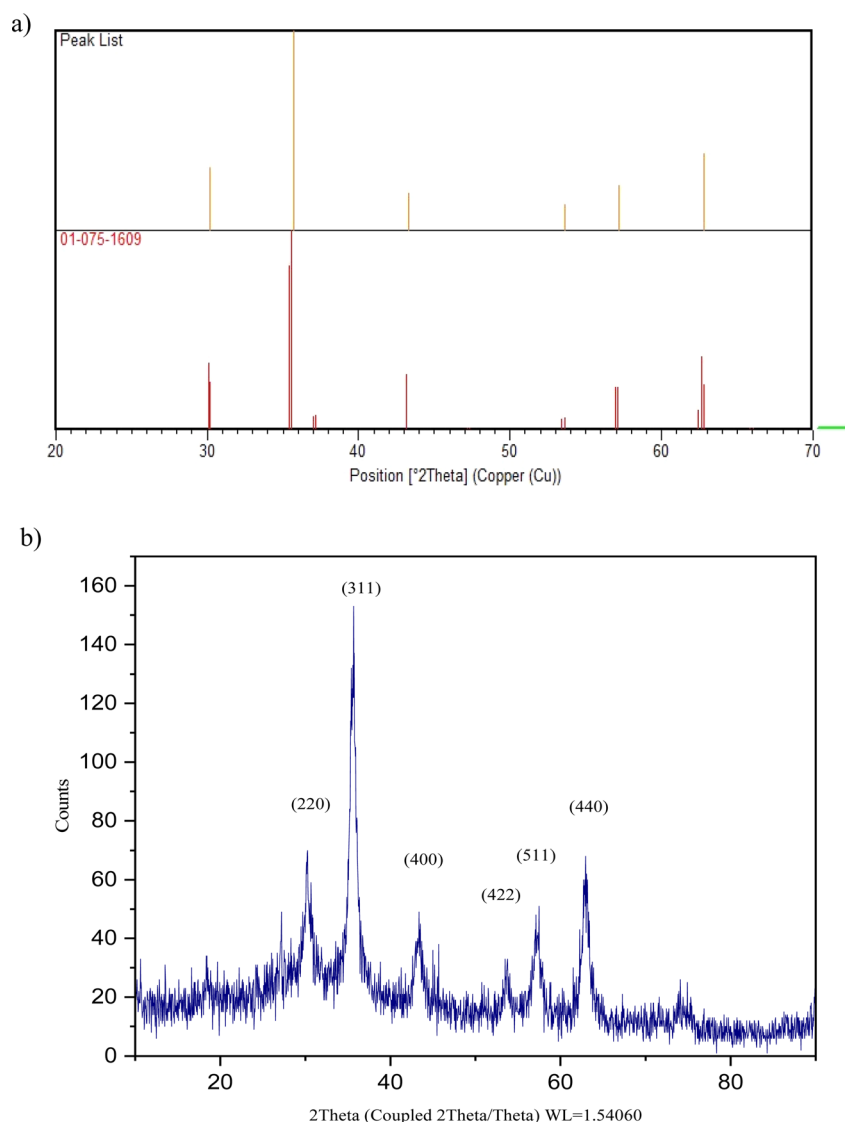 a)
Peak List
01-075-1609
20 30 40 50 60 70
Position [°2Theta] (Copper (Cu))
b)
160
140
120
100
80
60
40
20
0
Counts
(311)
(220)
(440)
(400)
(511)
(422)
20 40 60 80
2Theta (Coupled 2Theta/Theta) WL=1.54060